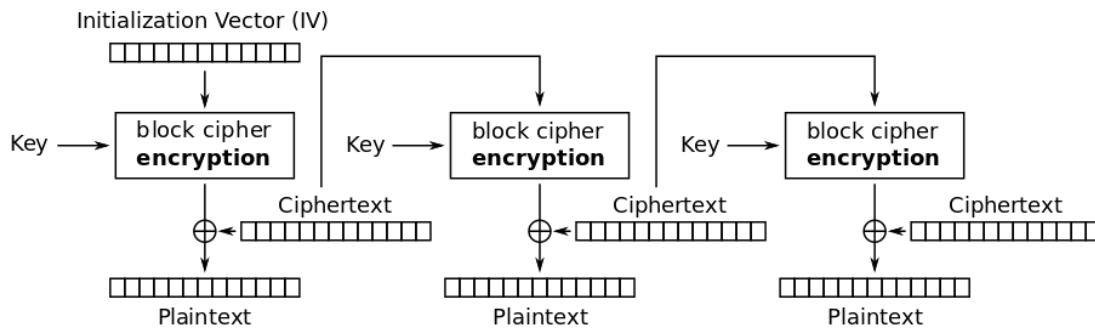 Initialization Vector (IV)
Key
block cipher
encryption
Ciphertext
Plaintext
Key
block cipher
encryption
Ciphertext
Plaintext
Key
block cipher
encryption
Ciphertext
Plaintext